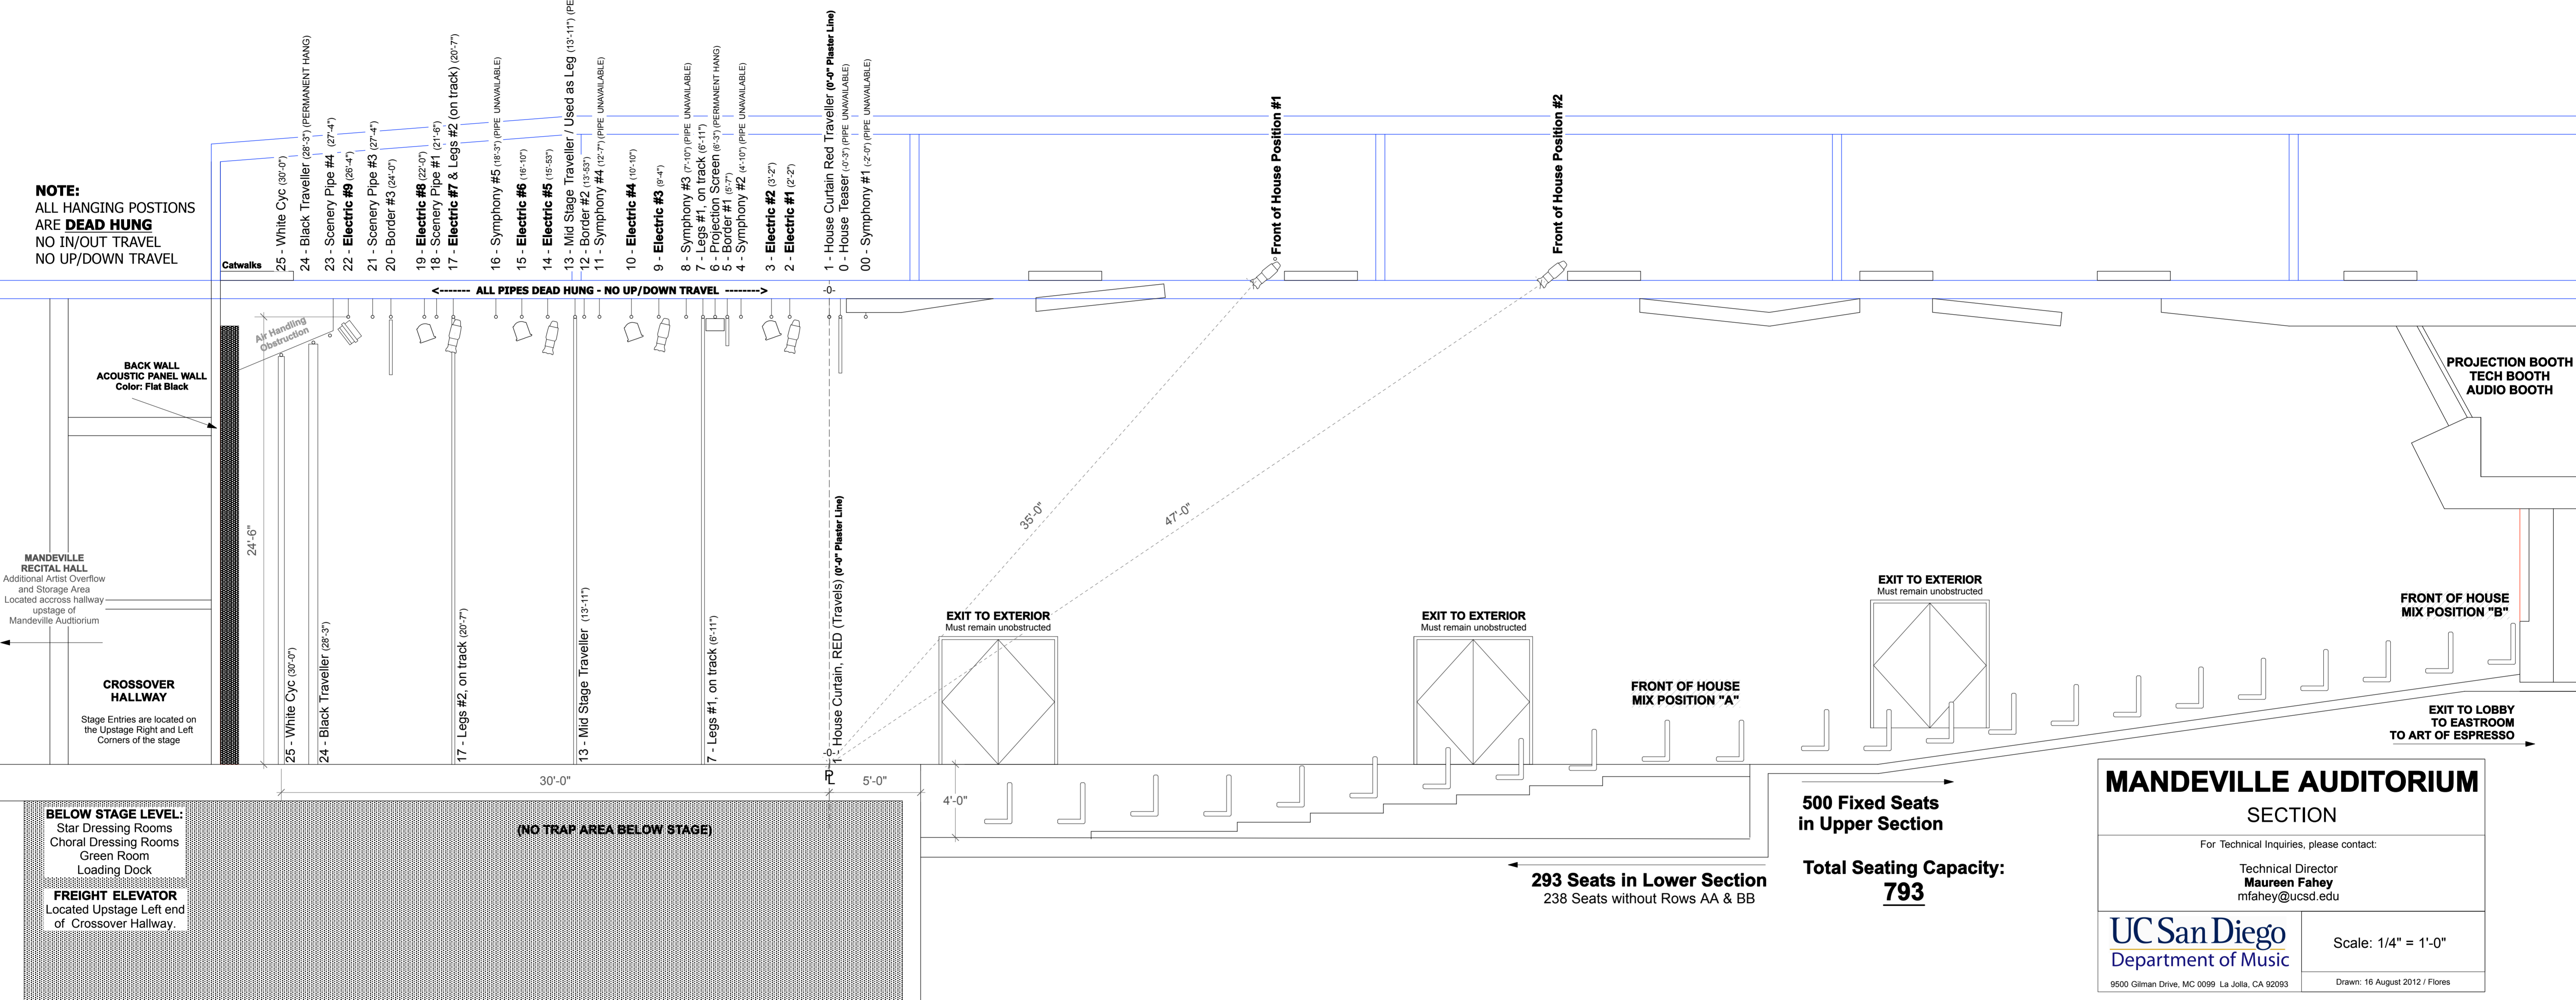 NOTE:
ALL HANGING POSTIONS
ARE DEAD HUNG
NO IN/OUT TRAVEL
NO UP/DOWN TRAVEL
Catwalks
25 - White Cyc (30'-0")
24 - Black Traveller (28'-3") (PERMANENT HANG)
23 - Scenery Pipe #4 (27'-4")
22 - Electric #9 (26'-4")
21 - Scenery Pipe #3 (27'-4")
20 - Border #3 (24'-0")
19 - Electric #8 (22'-0")
18 - Scenery Pipe #1 (21'-6")
17 - Electric #7 & Legs #2 (on track) (20'-7")
16 - Symphony #5 (18'-3") (PIPE UNAVAILABLE)
15 - Electric #6 (16'-10")
14 - Electric #5 (15'-53")
13 - Mid Stage Traveller / Used as Leg (13'-11") (PE
12 - Border #2 (13'-53")
11 - Symphony #4 (12'-7") (PIPE UNAVAILABLE)
10 - Electric #4 (10'-10")
9 - Electric #3 (9'-4")
8 - Symphony #3 (7'-10") (PIPE UNAVAILABLE)
7 - Legs #1, on track (6'-11")
6 - Projection Screen (6'-3") (PERMANENT HANG)
5 - Border #1 (5'-7")
4 - Symphony #2 (4'-10") (PIPE UNAVAILABLE)
3 - Electric #2 (3'-2")
2 - Electric #1 (2'-2")
1 - House Curtain Red Traveller (0'-0" Plaster Line)
0 - House Teaser (-0'-3") (PIPE UNAVAILABLE)
00 - Symphony #1 (-2'-0") (PIPE UNAVAILABLE)
Front of House Position #1
Front of House Position #2
<------- ALL PIPES DEAD HUNG - NO UP/DOWN TRAVEL -------->
-0-
Air Handling
Obstruction
BACK WALL
ACOUSTIC PANEL WALL
Color: Flat Black
PROJECTION BOOTH
TECH BOOTH
AUDIO BOOTH
24'-6"
35'-0"
47'-0"
MANDEVILLE
RECITAL HALL
Additional Artist Overflow
and Storage Area
Located accross hallway
upstage of
Mandeville Audtiorium
CROSSOVER
HALLWAY
Stage Entries are located on
the Upstage Right and Left
Corners of the stage
25 - White Cyc (30'-0")
24 - Black Traveller (28'-3")
17 - Legs #2, on track (20'-7")
13 - Mid Stage Traveller (13'-11")
7 - Legs #1, on track (6'-11")
1 - House Curtain, RED (Travels) (0'-0" Plaster Line)
-0-
PL
EXIT TO EXTERIOR
Must remain unobstructed
EXIT TO EXTERIOR
Must remain unobstructed
EXIT TO EXTERIOR
Must remain unobstructed
FRONT OF HOUSE
MIX POSITION "A"
FRONT OF HOUSE
MIX POSITION "B"
EXIT TO LOBBY
TO EASTROOM
TO ART OF ESPRESSO
30'-0"
5'-0"
4'-0"
BELOW STAGE LEVEL:
Star Dressing Rooms
Choral Dressing Rooms
Green Room
Loading Dock
FREIGHT ELEVATOR
Located Upstage Left end
of Crossover Hallway.
(NO TRAP AREA BELOW STAGE)
500 Fixed Seats
in Upper Section
293 Seats in Lower Section
238 Seats without Rows AA & BB
Total Seating Capacity:
793
MANDEVILLE AUDITORIUM
SECTION
For Technical Inquiries, please contact:
Technical Director
Maureen Fahey
mfahey@ucsd.edu
UC San Diego
Department of Music
9500 Gilman Drive, MC 0099 La Jolla, CA 92093
Scale: 1/4" = 1'-0"
Drawn: 16 August 2012 / Flores